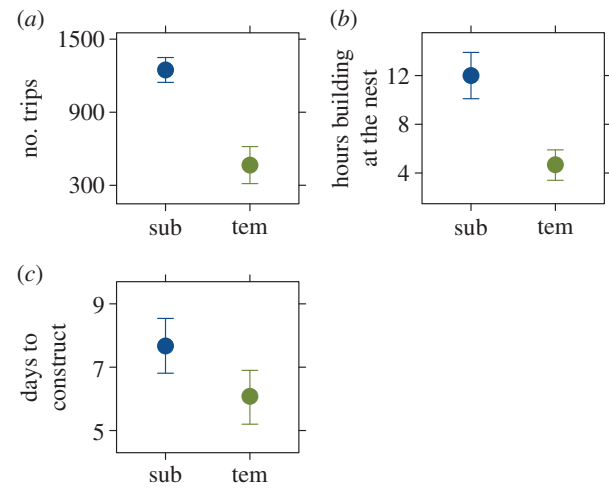 (a)
1500
900
300
no. trips
sub tem
(b)
12
8
4
hours building
at the nest
sub tem
(c)
9
7
5
days to
construct
sub tem